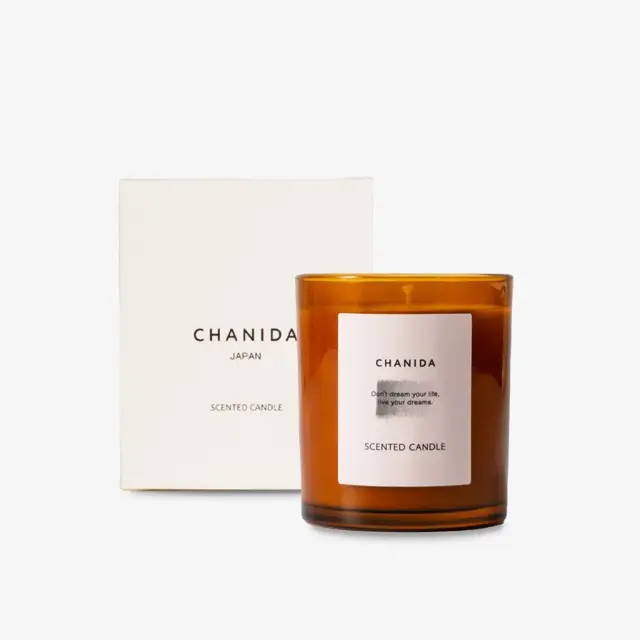 CHANIDA
JAPAN
SCENTED CANDLE
CHANIDA
Don't dream your life,
live your dreams.
SCENTED CANDLE